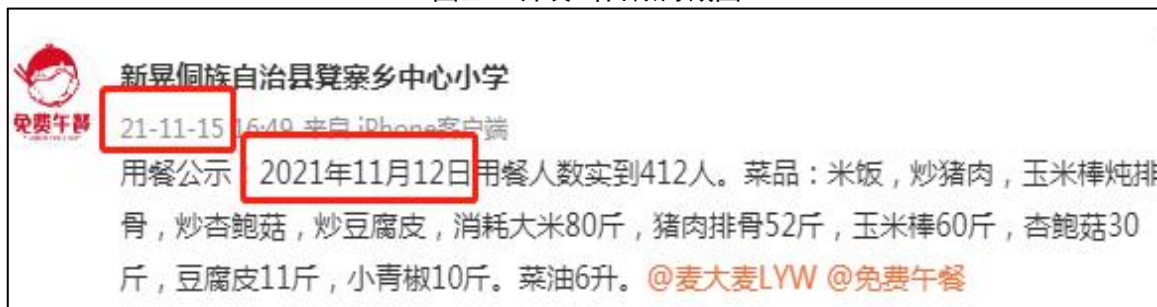 新晃侗族自治县凳寨乡中心小学
免费午餐
21-11-15 16:49 来自 iPhone客户端
用餐公示：2021年11月12日用餐人数实到412人。菜品：米饭，炒猪肉，玉米棒炖排
骨，炒杏鲍菇，炒豆腐皮，消耗大米80斤，猪肉排骨52斤，玉米棒60斤，杏鲍菇30
斤，豆腐皮11斤，小青椒10斤。菜油6升。@麦大麦LYW @免费午餐